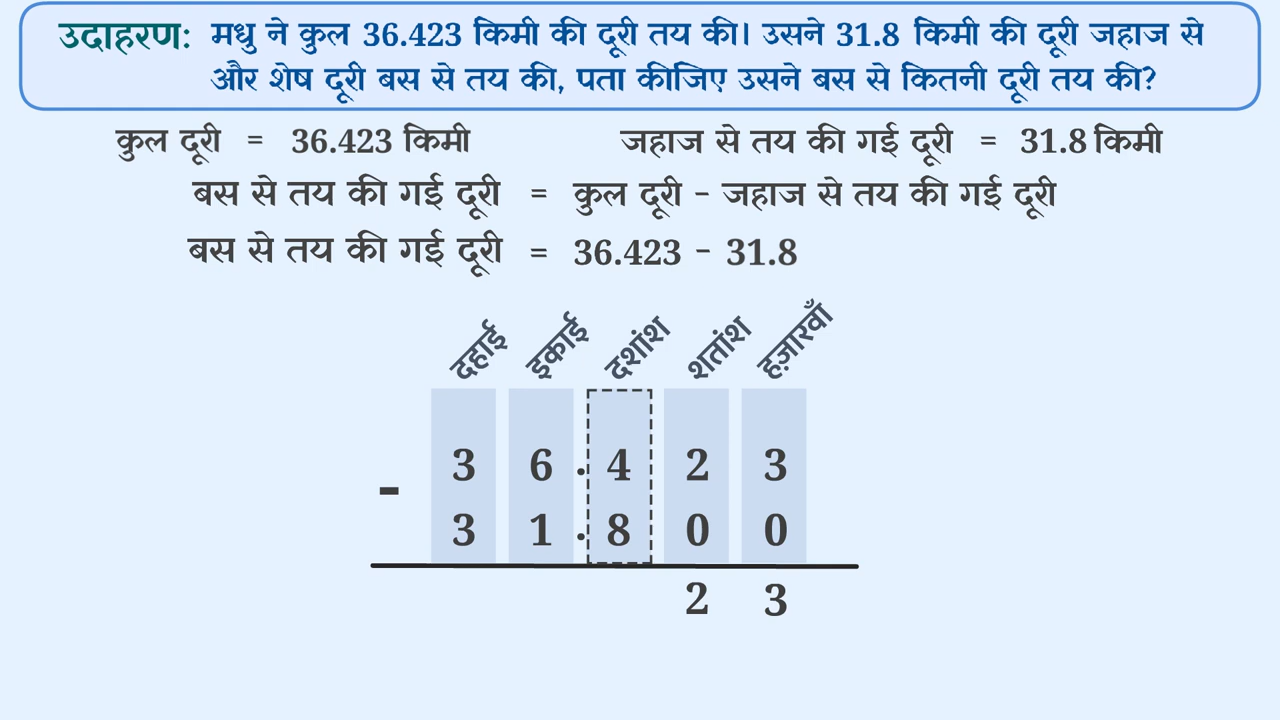 उदाहरण: मधु ने कुल 36.423 किमी की दूरी तय की। उसने 31.8 किमी की दूरी जहाज से
और शेष दूरी बस से तय की, पता कीजिए उसने बस से कितनी दूरी तय की?
कुल दूरी = 36.423 किमी जहाज से तय की गई दूरी = 31.8 किमी
बस से तय की गई दूरी = कुल दूरी - जहाज से तय की गई दूरी
बस से तय की गई दूरी = 36.423 - 31.8
दहाई इकाई दशांश शतांश हज़ारवाँ
3 6 . 4 2 3
-
3 1 . 8 0 0
2 3